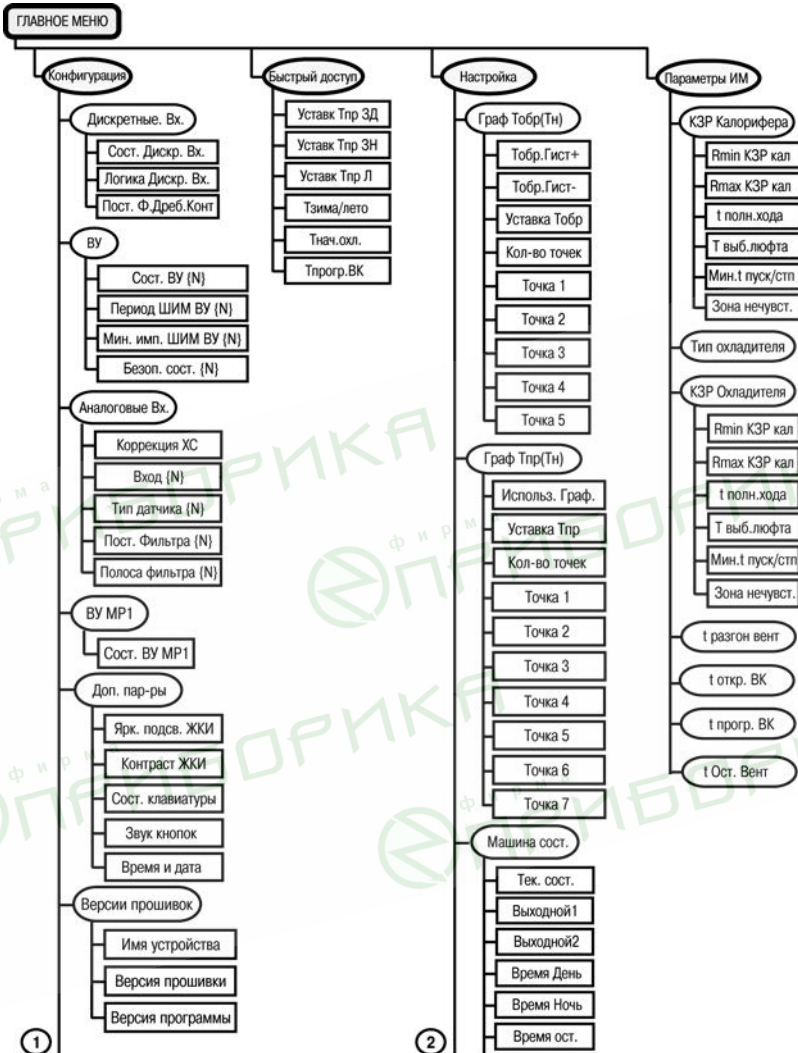 ГЛАВНОЕ МЕНЮ
Конфигурация
Дискретные. Вх.
Сост. Дискр. Вх.
Логика Дискр. Вх.
Пост. Ф.Дреб.Конт
ВУ
Сост. ВУ {N}
Период ШИМ ВУ {N}
Мин. имп. ШИМ ВУ {N}
Безоп. сост. {N}
Аналоговые Вх.
Коррекция ХС
Вход {N}
Тип датчика {N}
Пост. Фильтра {N}
Полоса фильтра {N}
ВУ МР1
Сост. ВУ МР1
Доп. пар-ры
Ярк. подсв. ЖКИ
Контраст ЖКИ
Сост. клавиатуры
Звук кнопок
Время и дата
Версии прошивок
Имя устройства
Версия прошивки
Версия программы
1
Быстрый доступ
Уставк Тпр ЗД
Уставк Тпр ЗН
Уставк Тпр Л
Тзима/лето
Тнач.охл.
Тпрогр.ВК
Настройка
Граф Тобр(Тн)
Тобр.Гист+
Тобр.Гист-
Уставка Тобр
Кол-во точек
Точка 1
Точка 2
Точка 3
Точка 4
Точка 5
Граф Тпр(Тн)
Использ. Граф.
Уставка Тпр
Кол-во точек
Точка 1
Точка 2
Точка 3
Точка 4
Точка 5
Точка 6
Точка 7
Машина сост.
Тек. сост.
Выходной1
Выходной2
Время День
Время Ночь
Время ост.
2
Параметры ИМ
КЗР Калорифера
Rmin КЗР кал
Rmax КЗР кал
t полн.хода
Т выб.люфта
Мин.t пуск/стп
Зона нечувст.
Тип охладителя
КЗР Охладителя
Rmin КЗР кал
Rmax КЗР кал
t полн.хода
Т выб.люфта
Мин.t пуск/стп
Зона нечувст.
t разгон вент
t откр. ВК
t прогр. ВК
t Ост. Вент
фирма
ПРИБОРИКА